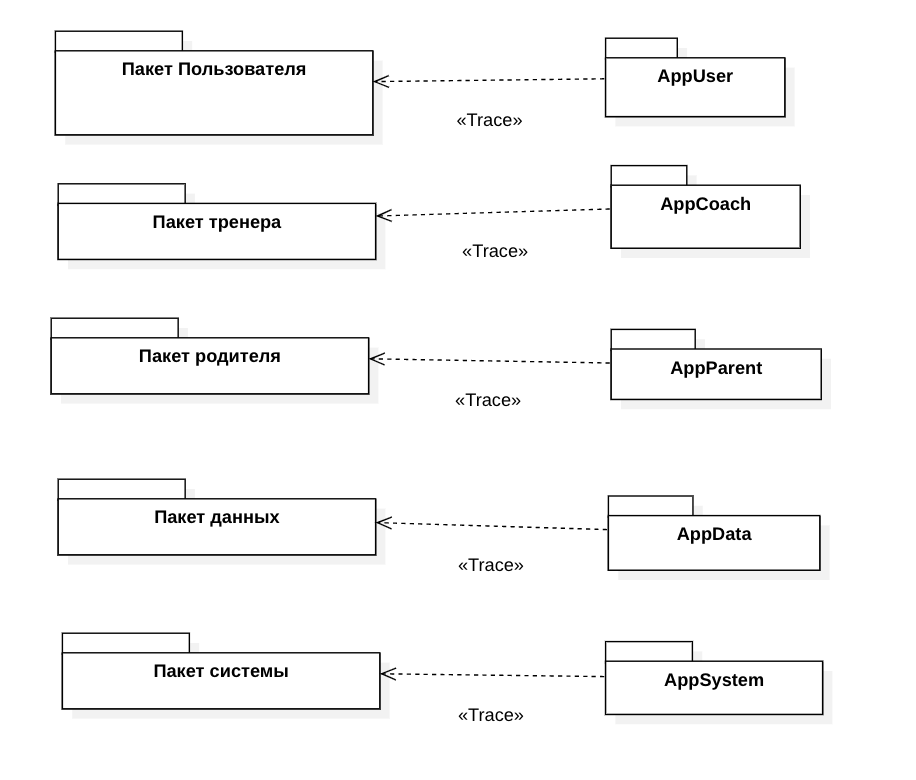 Пакет Пользователя
AppUser
«Trace»
Пакет тренера
AppCoach
«Trace»
Пакет родителя
AppParent
«Trace»
Пакет данных
AppData
«Trace»
Пакет системы
AppSystem
«Trace»